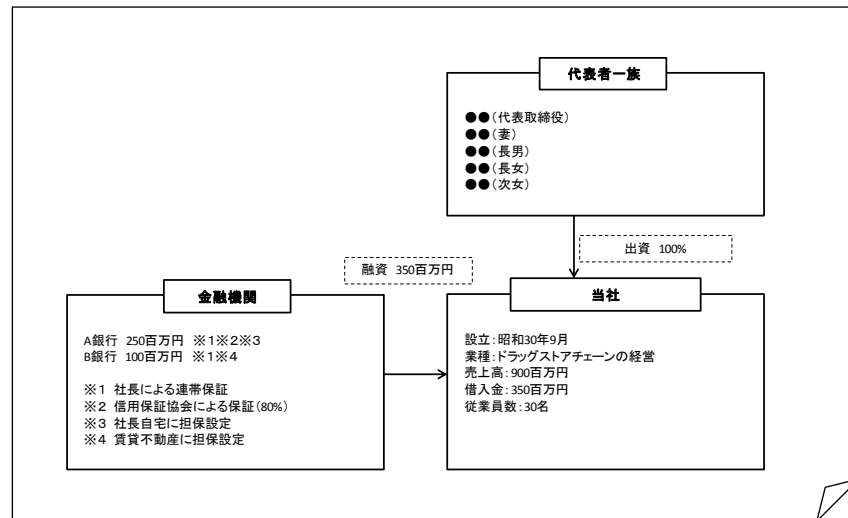 代表者一族
●●(代表取締役)
●●(妻)
●●(長男)
●●(長女)
●●(次女)
出資 100%
融資 350百万円
金融機関
A銀行 250百万円 ※1※2※3
B銀行 100百万円 ※1※4
※1 社長による連帯保証
※2 信用保証協会による保証(80%)
※3 社長自宅に担保設定
※4 賃貸不動産に担保設定
当社
設立:昭和30年9月
業種:ドラッグストアチェーンの経営
売上高:900百万円
借入金:350百万円
従業員数:30名